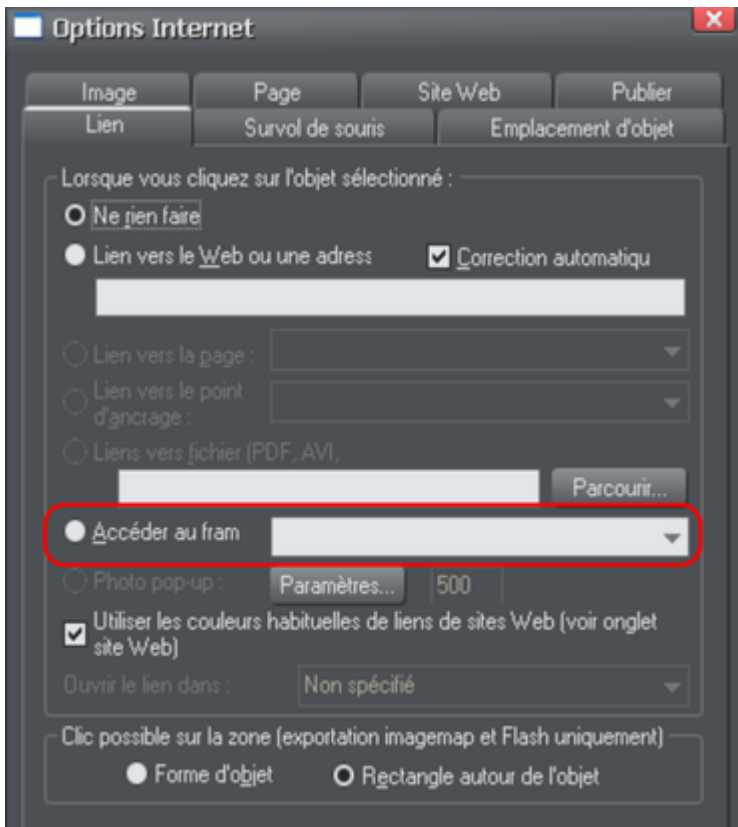 Options Internet
Image Page Site Web Publier
Lien Survol de souris Emplacement d'objet
Lorsque vous cliquez sur l'objet sélectionné :
Ne rien faire
Lien vers le Web ou une adress Correction automatiqu
Lien vers la page :
Lien vers le point
d'ancrage :
Liens vers fichier (PDF, AVI,
Parcourir...
Accéder au fram
Photo pop-up : Paramètres... 500
Utiliser les couleurs habituelles de liens de sites Web (voir onglet
site Web)
Ouvrir le lien dans : Non spécifié
Clic possible sur la zone (exportation imagemap et Flash uniquement)
Forme d'objet Rectangle autour de l'objet